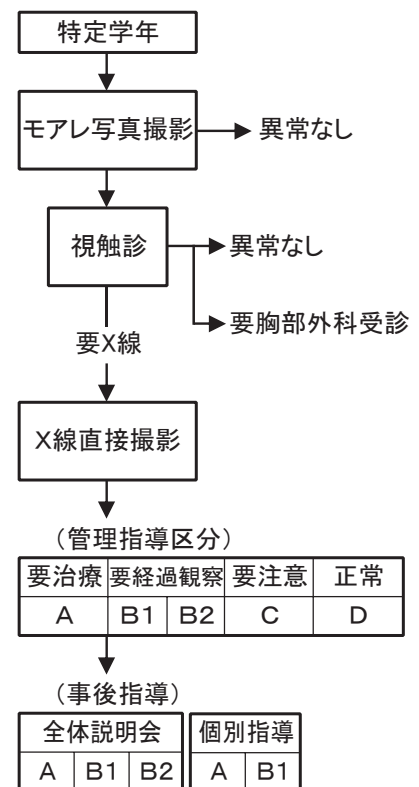 特定学年
モアレ写真撮影
異常なし
視触診
異常なし
要胸部外科受診
要X線
X線直接撮影
(管理指導区分)
要治療 要経過観察 要注意 正常
A B1 B2 C D
(事後指導)
全体説明会 個別指導
A B1 B2 A B1